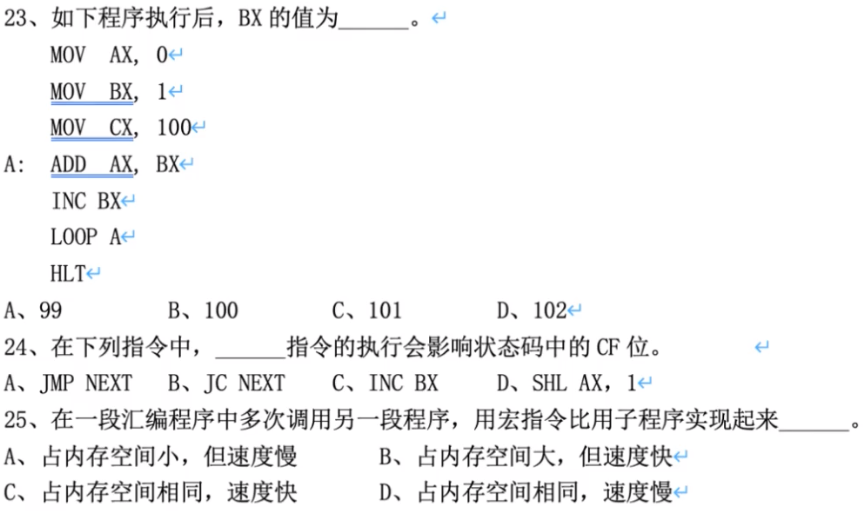 23、如下程序执行后，BX 的值为______。
MOV  AX, 0
MOV  BX, 1
MOV  CX, 100
A:  ADD  AX, BX
INC BX
LOOP A
HLT
A、99  B、100  C、101  D、102
24、在下列指令中，______指令的执行会影响状态码中的 CF 位。
A、JMP NEXT  B、JC NEXT  C、INC BX  D、SHL AX，1
25、在一段汇编程序中多次调用另一段程序，用宏指令比用子程序实现起来______。
A、占内存空间小，但速度慢  B、占内存空间大，但速度快
C、占内存空间相同，速度快  D、占内存空间相同，速度慢